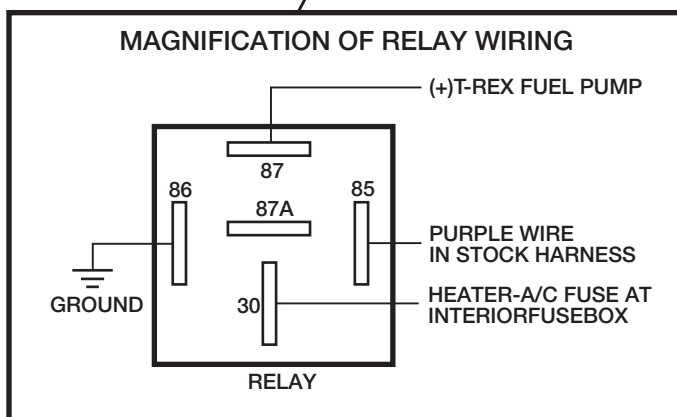 MAGNIFICATION OF RELAY WIRING
(+)T-REX FUEL PUMP
87
86
85
87A
PURPLE WIRE
IN STOCK HARNESS
GROUND
30
HEATER-A/C FUSE AT
INTERIORFUSEBOX
RELAY